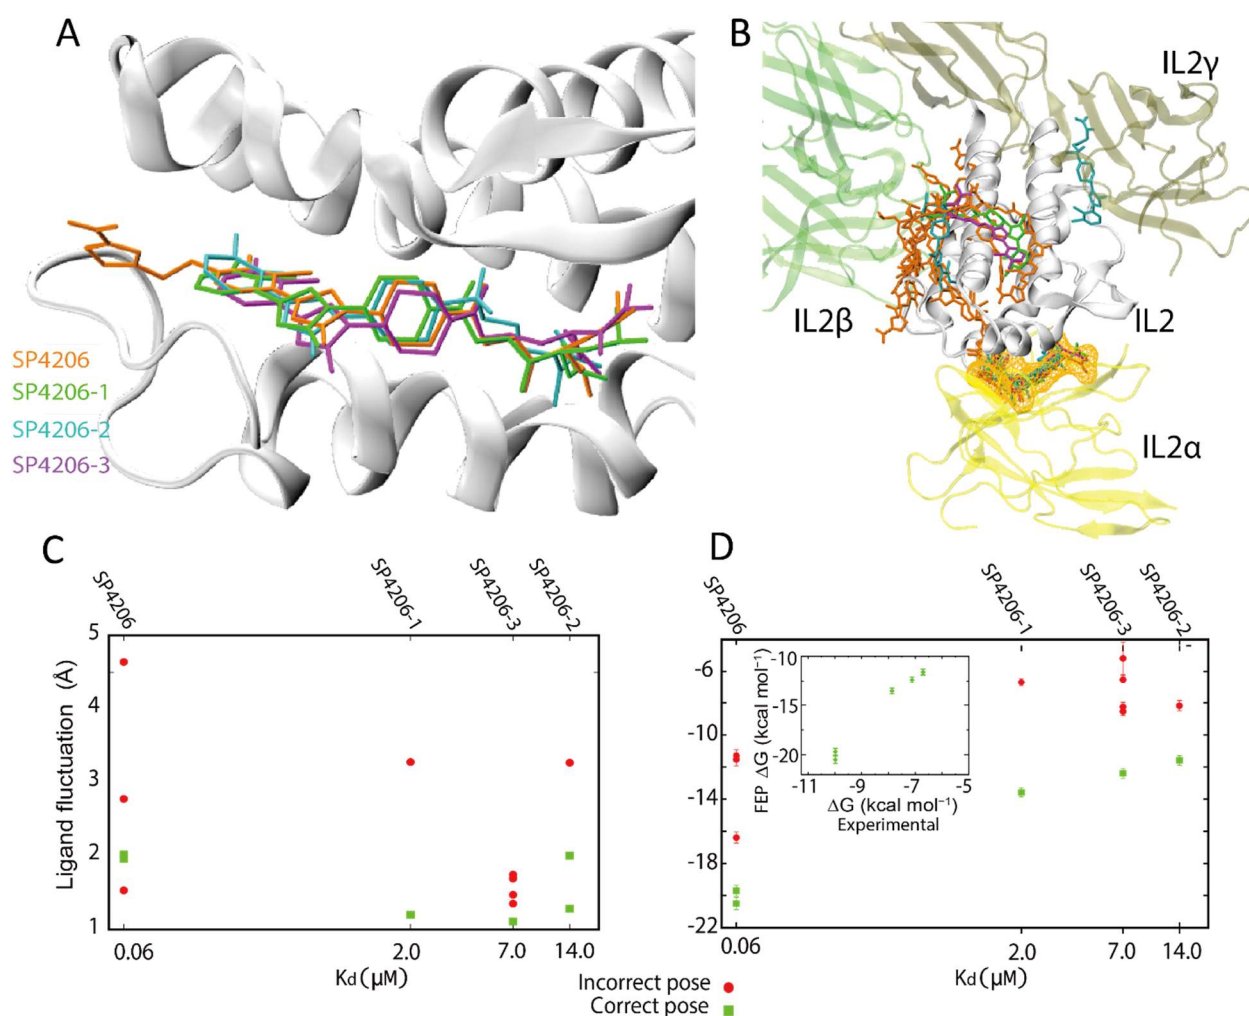 A
B
IL2γ
IL2β
IL2
IL2α
SP4206
SP4206-1
SP4206-2
SP4206-3
C
SP4206
SP4206-1
SP4206-3
SP4206-2
Ligand fluctuation (Å)
5
4
3
2
1
0.06 2.0 7.0 14.0
Kd(μM)
D
SP4206
SP4206-1
SP4206-3
SP4206-2
-6
-8
-10
-12
-14
-16
-18
-20
-22
FEP ΔG (kcal mol⁻¹)
-10
-15
-20
-11 -9 -7 -5
ΔG (kcal mol⁻¹)
Experimental
0.06 2.0 7.0 14.0
Kd(μM)
Incorrect pose
Correct pose